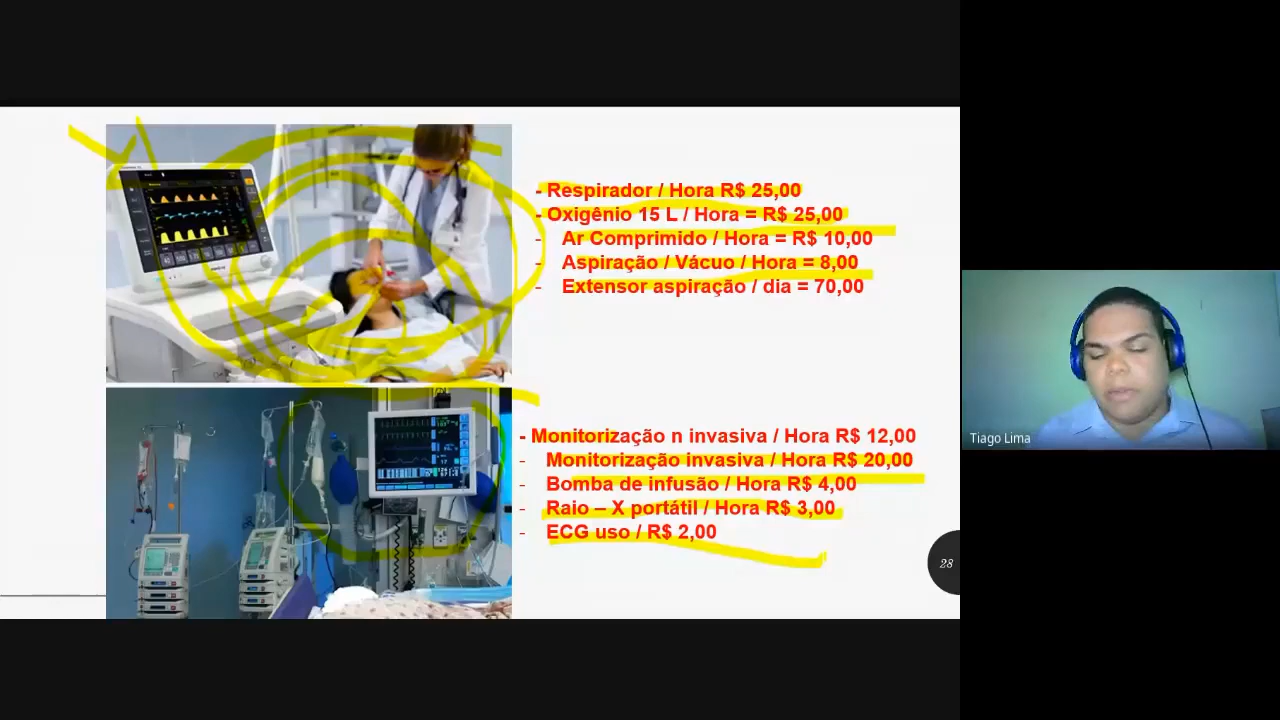 - Respirador / Hora R$ 25,00
- Oxigênio 15 L / Hora = R$ 25,00
- Ar Comprimido / Hora = R$ 10,00
- Aspiração / Vácuo / Hora = 8,00
- Extensor aspiração / dia = 70,00
- Monitorização n invasiva / Hora R$ 12,00
- Monitorização invasiva / Hora R$ 20,00
- Bomba de infusão / Hora R$ 4,00
- Raio – X portátil / Hora R$ 3,00
- ECG uso / R$ 2,00
28
Tiago Lima